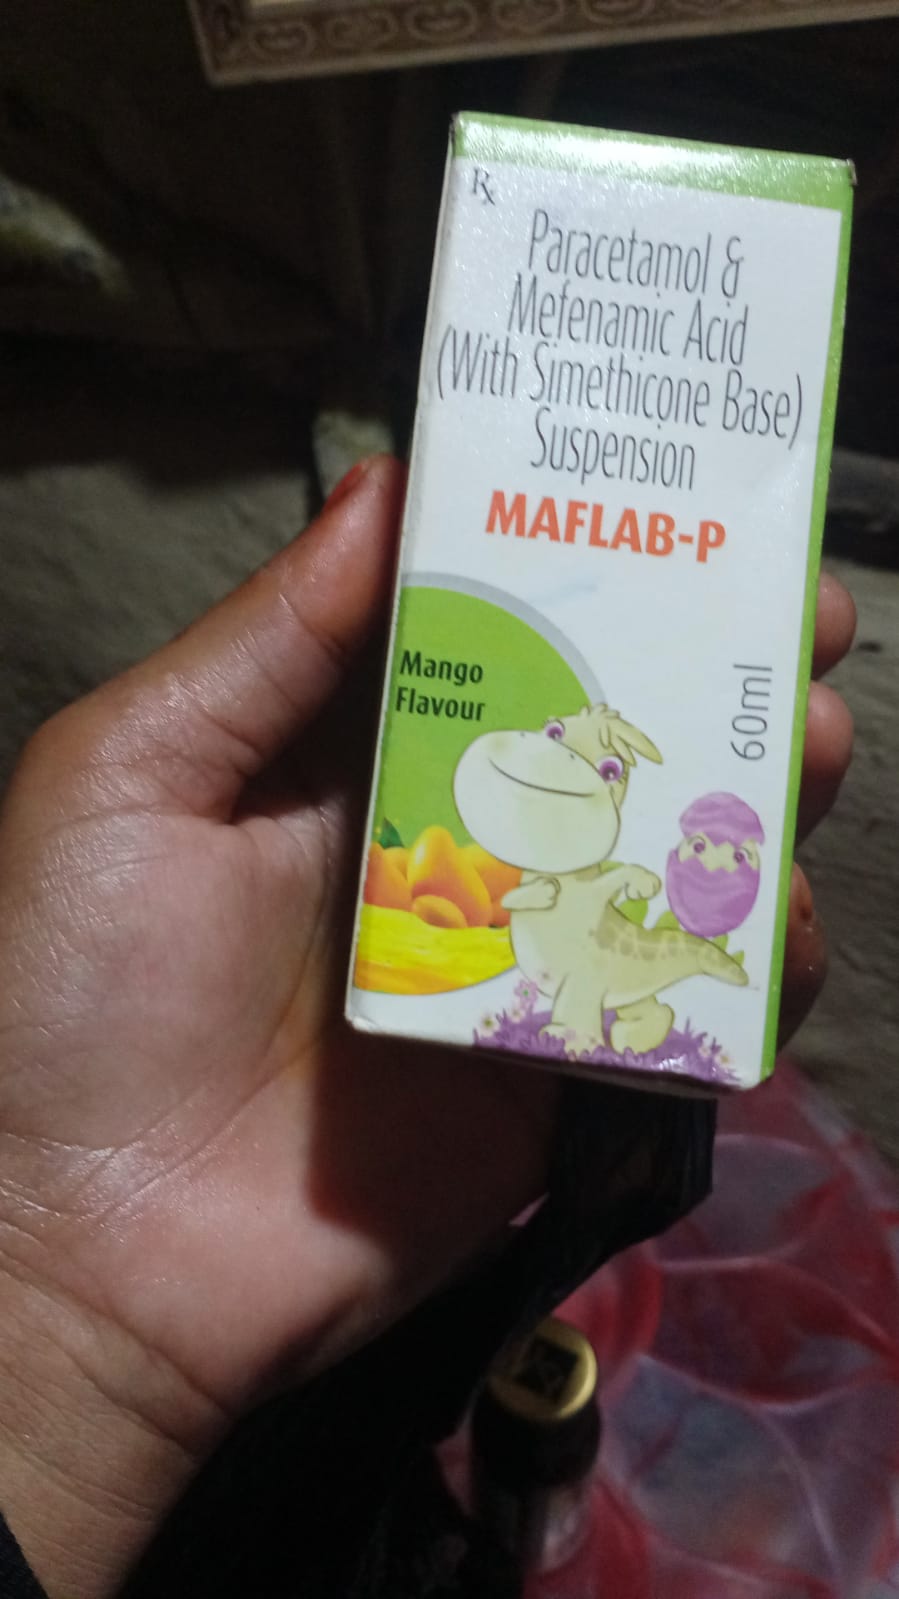 Rx
Paracetamol &
Mefenamic Acid
(With Simethicone Base)
Suspension
MAFLAB-P
Mango
Flavour
60ml